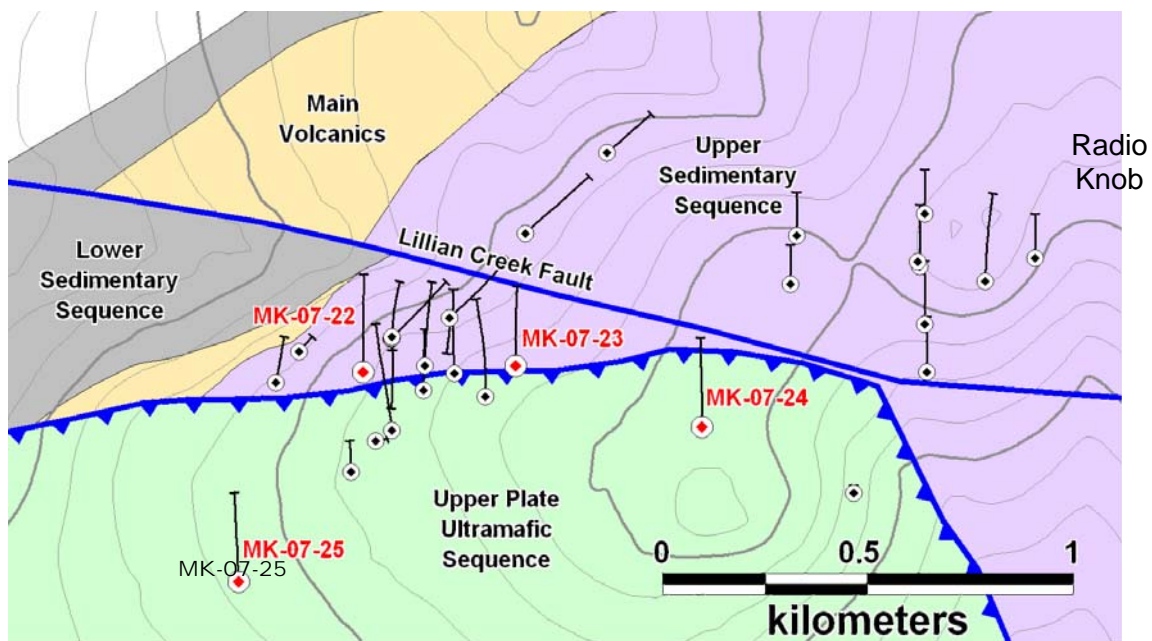 Main
Volcanics
Upper
Sedimentary
Sequence
Radio
Knob
Lillian Creek Fault
Lower
Sedimentary
Sequence
MK-07-22
MK-07-23
MK-07-24
Upper Plate
Ultramafic
Sequence
MK-07-25
MK-07-25
0 0.5 1
kilometers